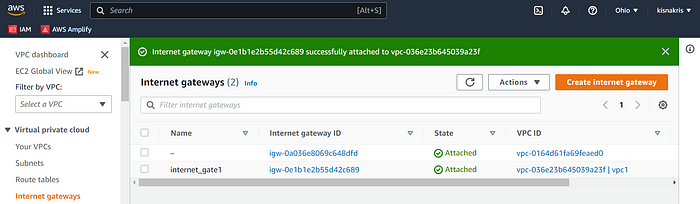 aws Services Search [Alt+S] Ohio kisnakris
IAM AWS Amplify
VPC dashboard
EC2 Global View New
Filter by VPC:
Select a VPC
Virtual private cloud
Your VPCs
Subnets
Route tables
Internet gateways
Internet gateway igw-0e1b1e2b55d42c689 successfully attached to vpc-036e23b645039a23f
Internet gateways (2) Info Actions Create internet gateway
Filter internet gateways 1
Name Internet gateway ID State VPC ID
– igw-0a036e8069c648dfd Attached vpc-0164d61fa69feaed0
internet_gate1 igw-0e1b1e2b55d42c689 Attached vpc-036e23b645039a23f | vpc1